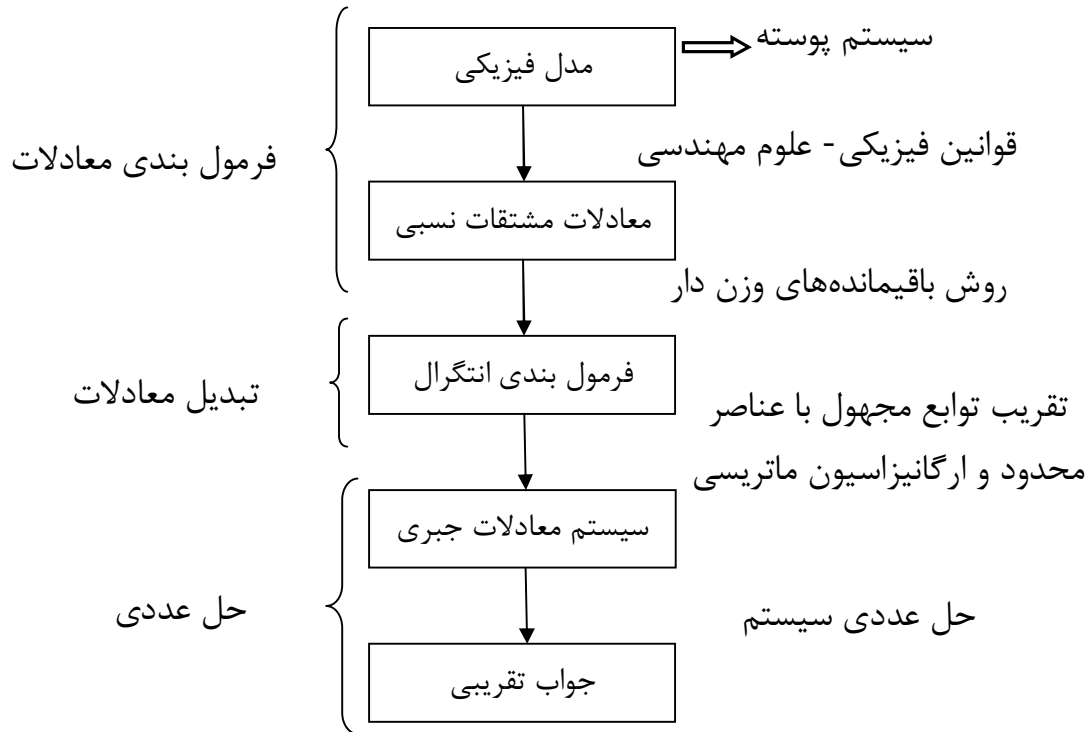 سیستم پوسته
مدل فیزیکی
قوانین فیزیکی - علوم مهندسی
فرمول بندی معادلات
معادلات مشتقات نسبی
روش باقیمانده‌های وزن دار
فرمول بندی انتگرال
تبدیل معادلات
تقریب توابع مجهول با عناصر
محدود و ارگانیزاسیون ماتریسی
سیستم معادلات جبری
حل عددی
حل عددی سیستم
جواب تقریبی